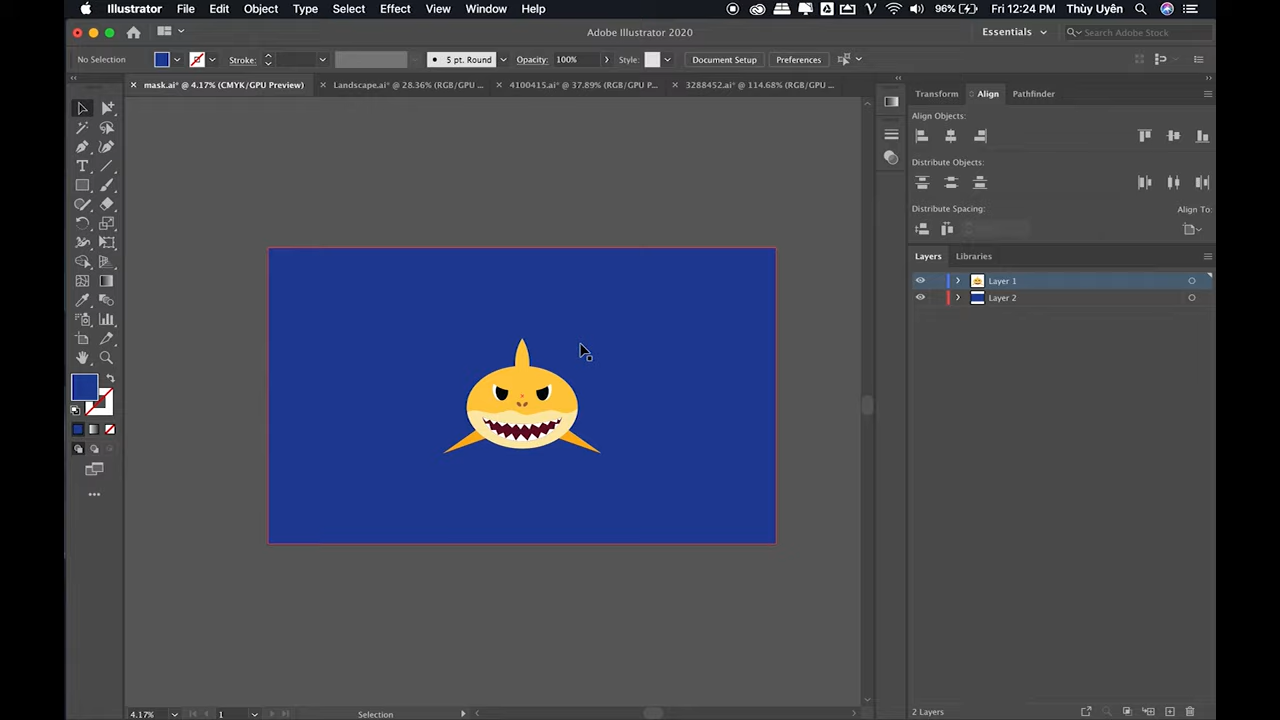 Illustrator File Edit Object Type Select Effect View Window Help
96% Fri 12:24 PM Thùy Uyên
Adobe Illustrator 2020
Essentials
Search Adobe Stock
No Selection
Stroke:
5 pt. Round
Opacity: 100%
Style:
Document Setup
Preferences
mask.ai* @ 4.17% (CMYK/GPU Preview)
Landscape.ai* @ 28.36% (RGB/GPU ...
4100415.ai* @ 37.89% (RGB/GPU P...
3288452.ai* @ 114.68% (RGB/GPU ...
Transform
Align
Pathfinder
Align Objects:
Distribute Objects:
Distribute Spacing:
Align To:
Layers
Libraries
Layer 1
Layer 2
4.17%
1
Selection
2 Layers